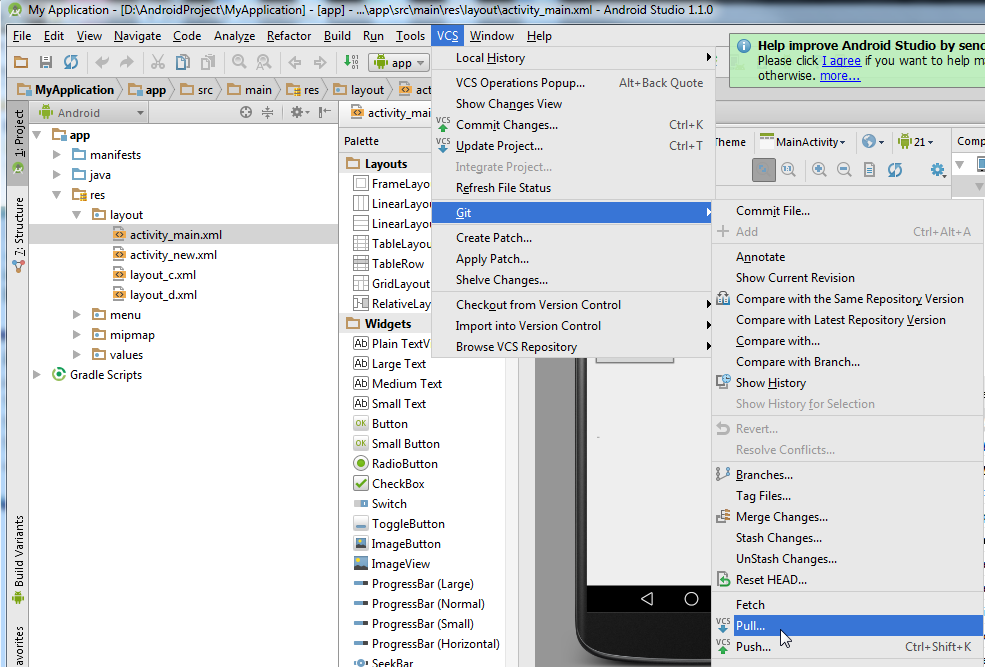 My Application - [D:\AndroidProject\MyApplication] - [app] - ...\app\src\main\res\layout\activity_main.xml - Android Studio 1.1.0
File Edit View Navigate Code Analyze Refactor Build Run Tools VCS Window Help
app
Help improve Android Studio by send
Please click I agree if you want to help m
otherwise. more...
MyApplication app src main res layout act
1: Project
7: Structure
Build Variants
avorites
Android
app
manifests
java
res
layout
activity_main.xml
activity_new.xml
layout_c.xml
layout_d.xml
menu
mipmap
values
Gradle Scripts
activity_mai
Palette
Layouts
FrameLayo
LinearLayou
LinearLayou
TableLayou
TableRow
GridLayout
RelativeLay
Widgets
Plain TextV
Large Text
Medium Text
Small Text
Button
Small Button
RadioButton
CheckBox
Switch
ToggleButton
ImageButton
ImageView
ProgressBar (Large)
ProgressBar (Normal)
ProgressBar (Small)
ProgressBar (Horizontal)
SeekBar
Local History
VCS Operations Popup... Alt+Back Quote
Show Changes View
Commit Changes... Ctrl+K
Update Project... Ctrl+T
Integrate Project...
Refresh File Status
Git
Create Patch...
Apply Patch...
Shelve Changes...
Checkout from Version Control
Import into Version Control
Browse VCS Repository
Theme MainActivity 21 Comp
Commit File...
Add Ctrl+Alt+A
Annotate
Show Current Revision
Compare with the Same Repository Version
Compare with Latest Repository Version
Compare with...
Compare with Branch...
Show History
Show History for Selection
Revert...
Resolve Conflicts...
Branches...
Tag Files...
Merge Changes...
Stash Changes...
UnStash Changes...
Reset HEAD...
Fetch
Pull...
Push... Ctrl+Shift+K